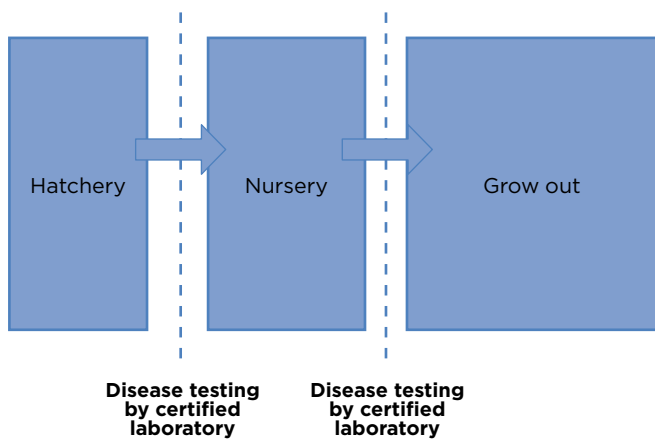 Hatchery
Nursery
Grow out
Disease testing
by certified
laboratory
Disease testing
by certified
laboratory